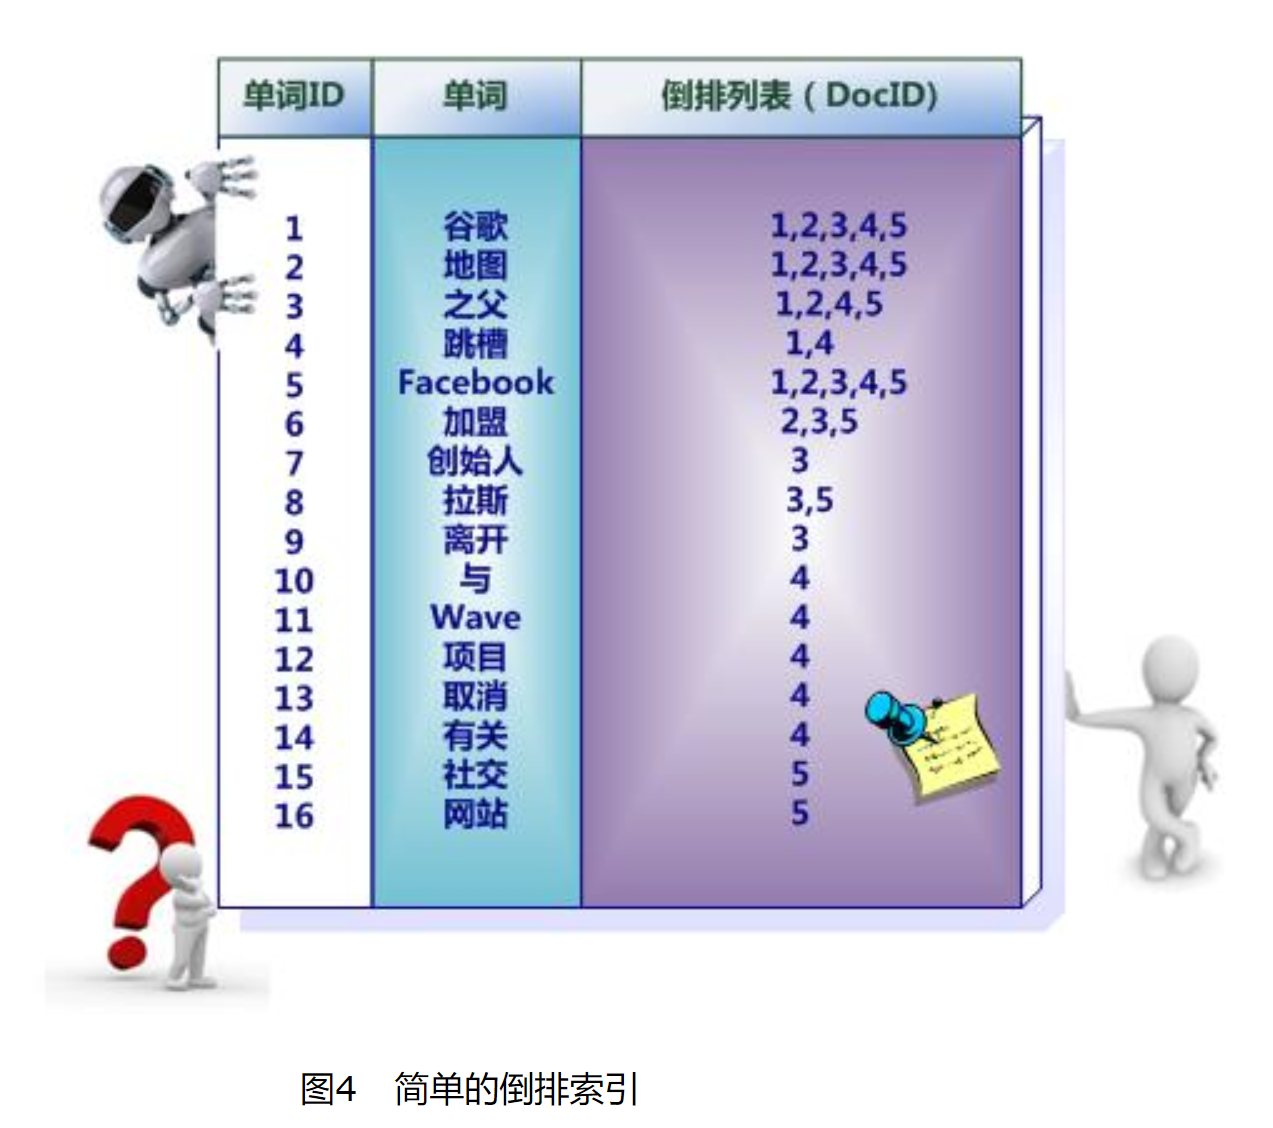 单词ID 单词 倒排列表（DocID)
1 谷歌 1,2,3,4,5
2 地图 1,2,3,4,5
3 之父 1,2,4,5
4 跳槽 1,4
5 Facebook 1,2,3,4,5
6 加盟 2,3,5
7 创始人 3
8 拉斯 3,5
9 离开 3
10 与 4
11 Wave 4
12 项目 4
13 取消 4
14 有关 4
15 社交 5
16 网站 5
图4 简单的倒排索引